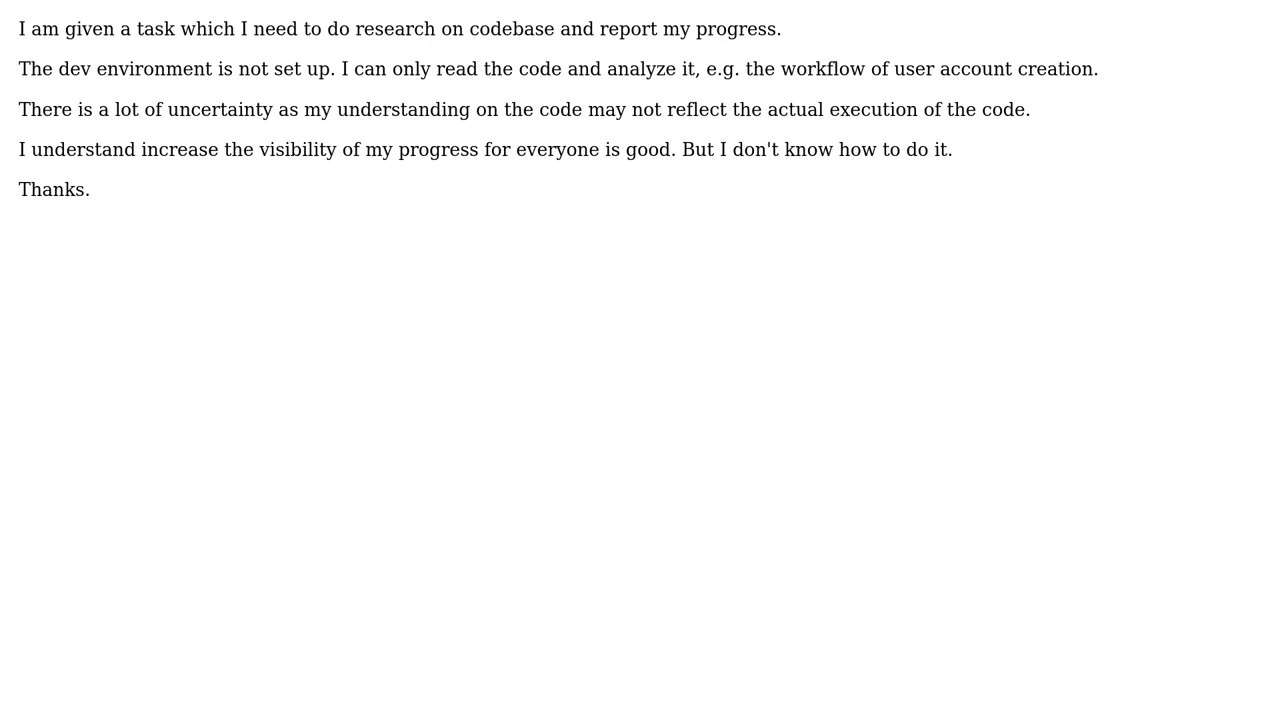 I am given a task which I need to do research on codebase and report my progress.
The dev environment is not set up. I can only read the code and analyze it, e.g. the workflow of user account creation.
There is a lot of uncertainty as my understanding on the code may not reflect the actual execution of the code.
I understand increase the visibility of my progress for everyone is good. But I don't know how to do it.
Thanks.